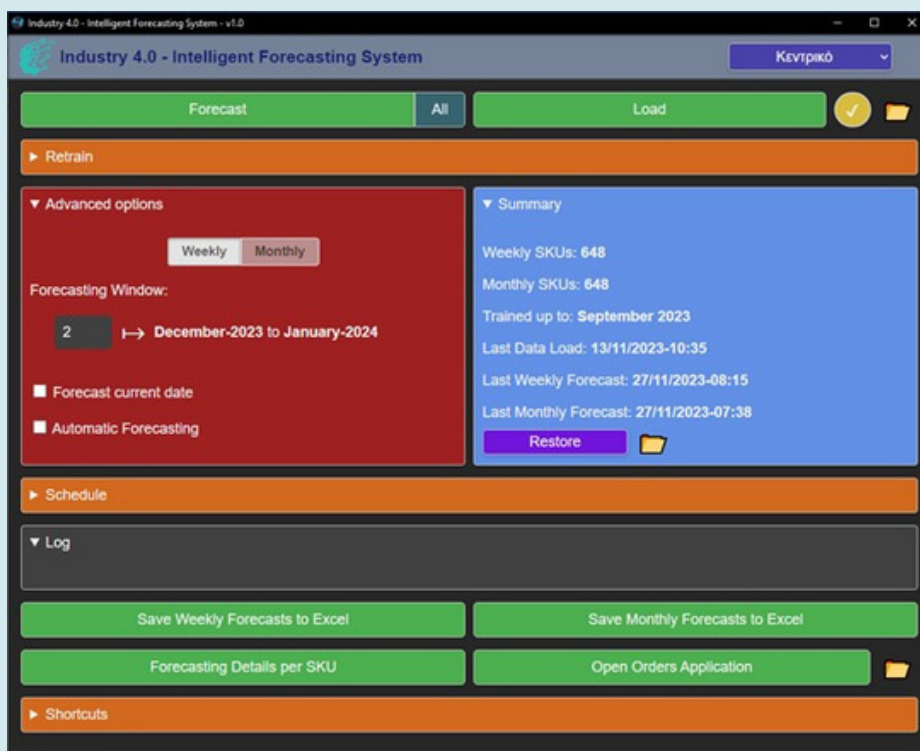 Industry 4.0 - Intelligent Forecasting System - v1.0
Industry 4.0 - Intelligent Forecasting System
Κεντρικό
Forecast
All
Load
Retrain
Advanced options
Weekly Monthly
Forecasting Window:
2 ↦ December-2023 to January-2024
Forecast current date
Automatic Forecasting
Summary
Weekly SKUs: 648
Monthly SKUs: 648
Trained up to: September 2023
Last Data Load: 13/11/2023-10:35
Last Weekly Forecast: 27/11/2023-08:15
Last Monthly Forecast: 27/11/2023-07:38
Restore
Schedule
Log
Save Weekly Forecasts to Excel
Save Monthly Forecasts to Excel
Forecasting Details per SKU
Open Orders Application
Shortcuts